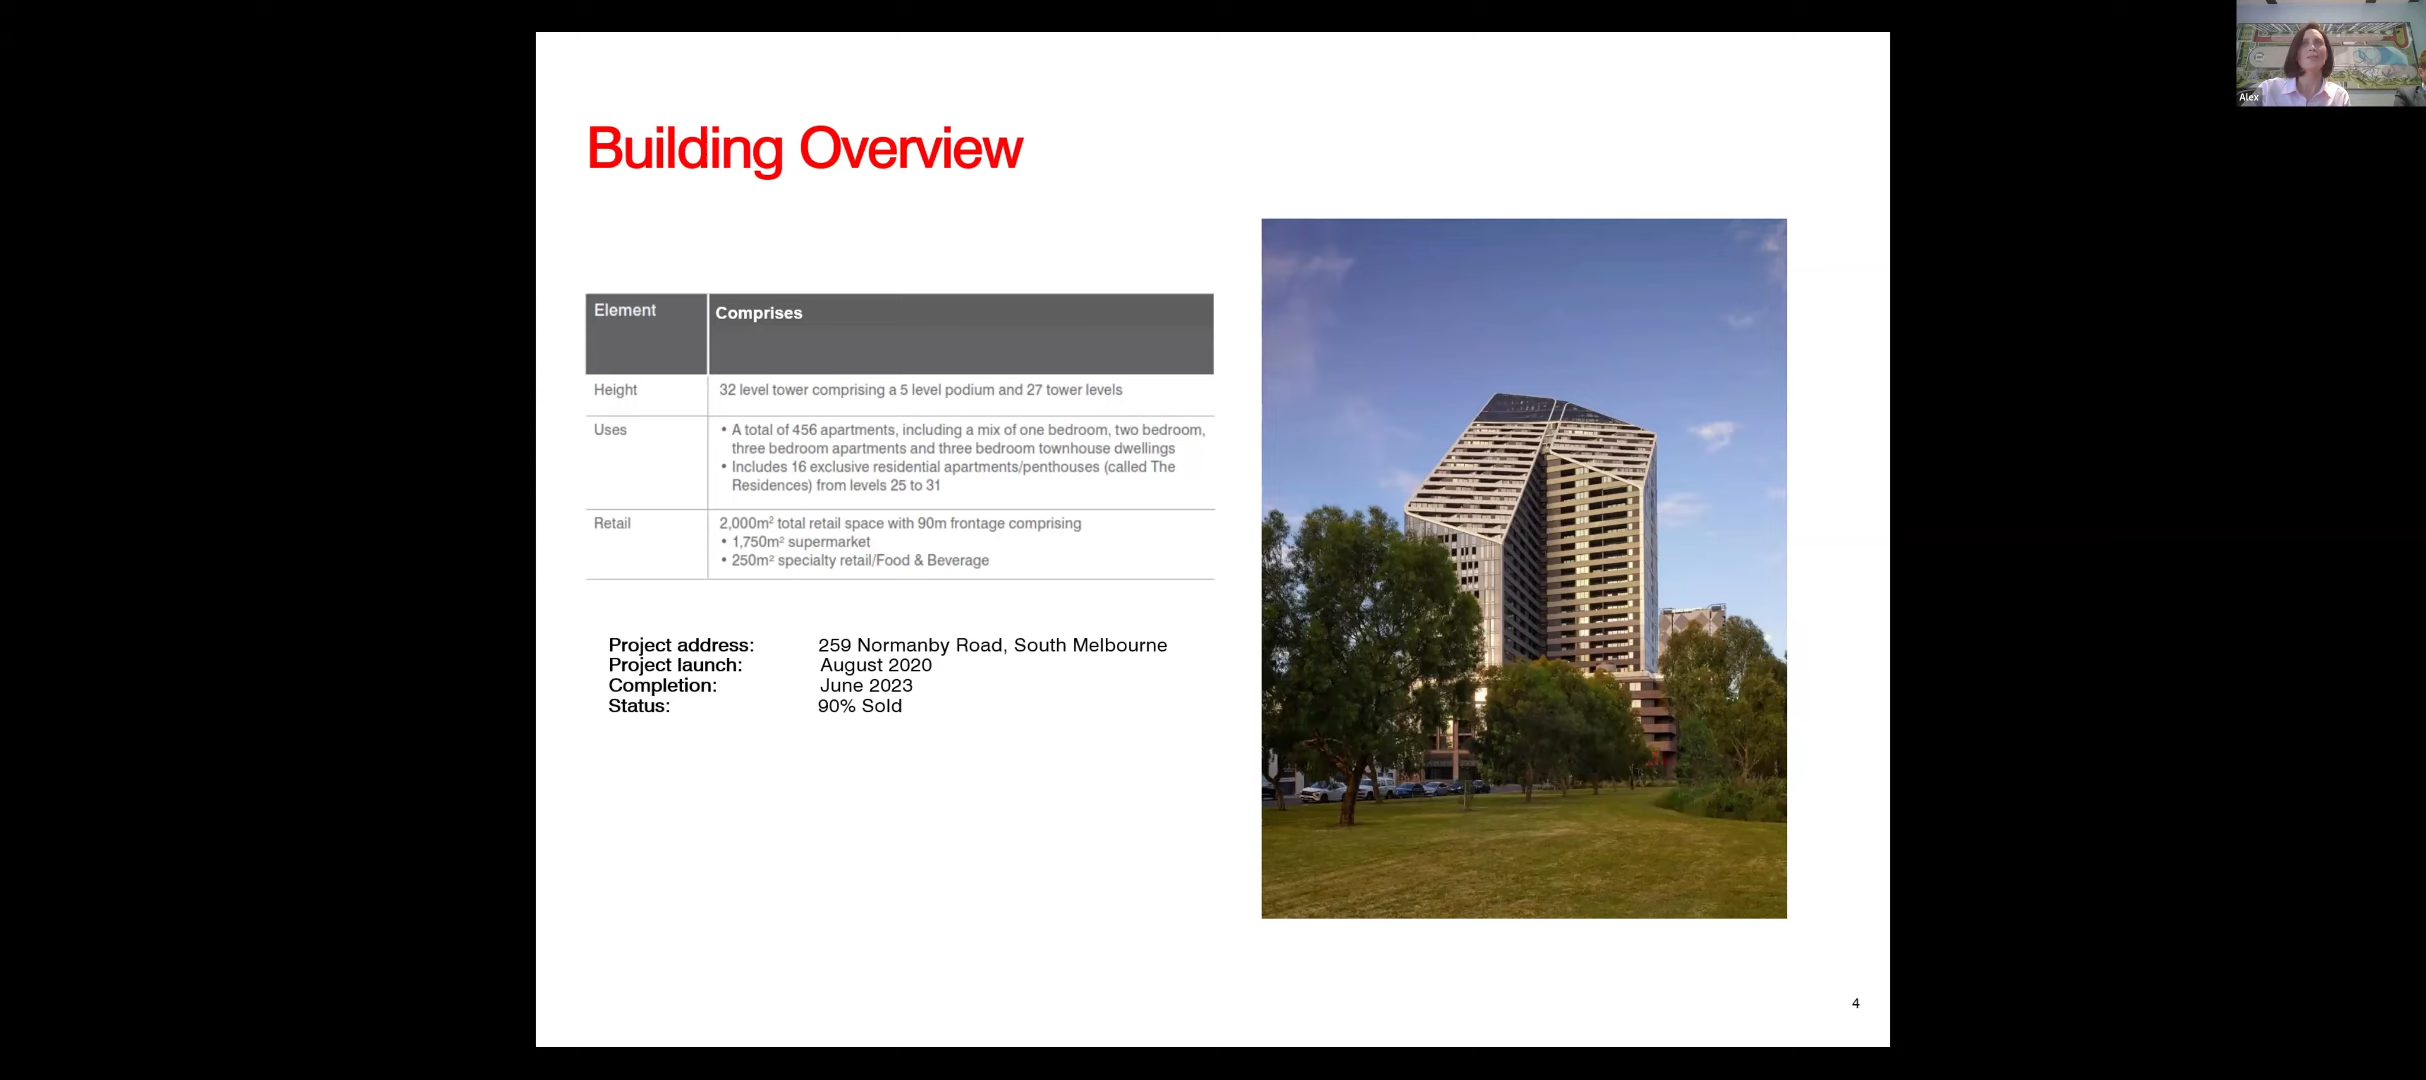 Building Overview
Element
Comprises
Height
32 level tower comprising a 5 level podium and 27 tower levels
Uses
• A total of 456 apartments, including a mix of one bedroom, two bedroom,
three bedroom apartments and three bedroom townhouse dwellings
• Includes 16 exclusive residential apartments/penthouses (called The
Residences) from levels 25 to 31
Retail
2,000m² total retail space with 90m frontage comprising
• 1,750m² supermarket
• 250m² specialty retail/Food & Beverage
Project address: 259 Normanby Road, South Melbourne
Project launch: August 2020
Completion: June 2023
Status: 90% Sold
4
Alex